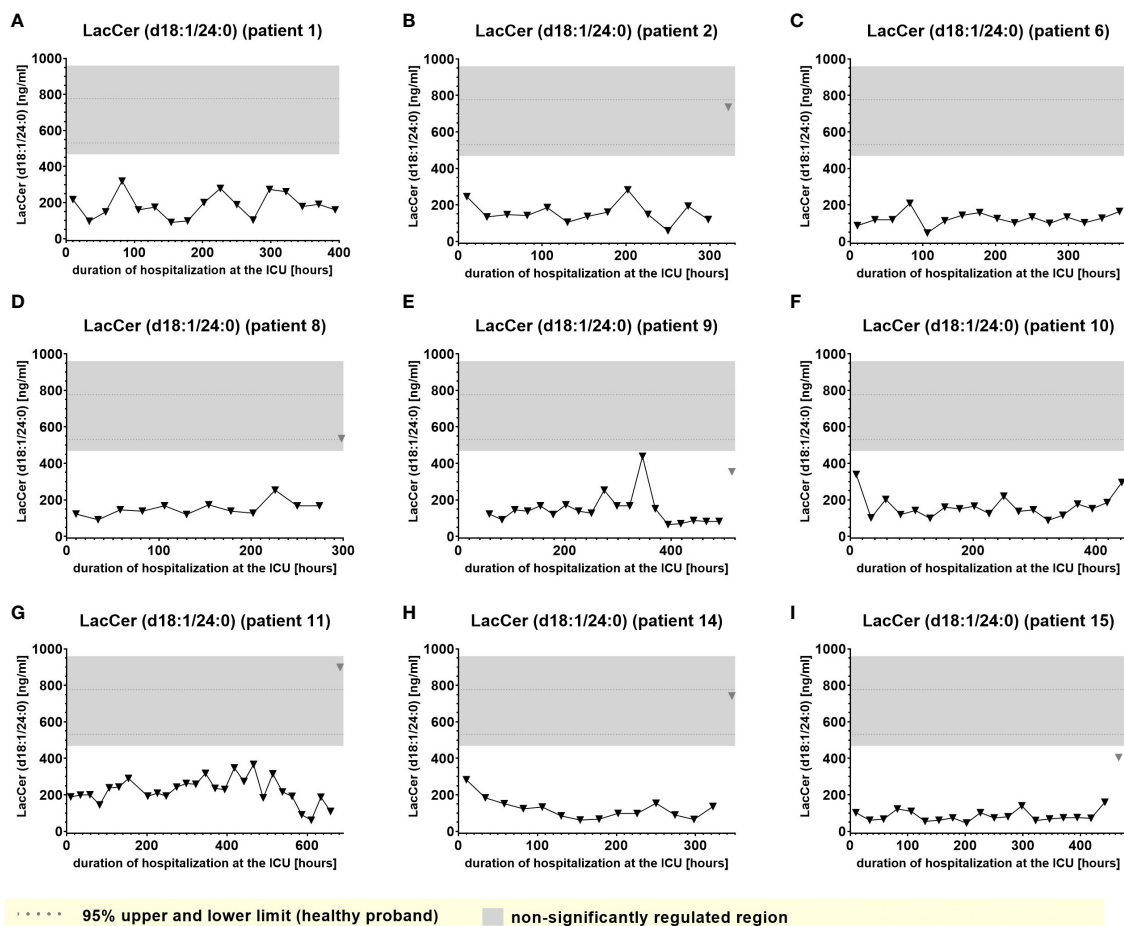 A
LacCer (d18:1/24:0) (patient 1)
LacCer (d18:1/24:0) [ng/ml]
1000
800
600
400
200
0
0 100 200 300 400
duration of hospitalization at the ICU [hours]
B
LacCer (d18:1/24:0) (patient 2)
LacCer (d18:1/24:0) [ng/ml]
1000
800
600
400
200
0
0 100 200 300
duration of hospitalization at the ICU [hours]
C
LacCer (d18:1/24:0) (patient 6)
LacCer (d18:1/24:0) [ng/ml]
1000
800
600
400
200
0
0 100 200 300
duration of hospitalization at the ICU [hours]
D
LacCer (d18:1/24:0) (patient 8)
LacCer (d18:1/24:0) [ng/ml]
1000
800
600
400
200
0
0 100 200 300
duration of hospitalization at the ICU [hours]
E
LacCer (d18:1/24:0) (patient 9)
LacCer (d18:1/24:0) [ng/ml]
1000
800
600
400
200
0
0 200 400
duration of hospitalization at the ICU [hours]
F
LacCer (d18:1/24:0) (patient 10)
LacCer (d18:1/24:0) [ng/ml]
1000
800
600
400
200
0
0 200 400
duration of hospitalization at the ICU [hours]
G
LacCer (d18:1/24:0) (patient 11)
LacCer (d18:1/24:0) [ng/ml]
1000
800
600
400
200
0
0 200 400 600
duration of hospitalization at the ICU [hours]
H
LacCer (d18:1/24:0) (patient 14)
LacCer (d18:1/24:0) [ng/ml]
1000
800
600
400
200
0
0 100 200 300
duration of hospitalization at the ICU [hours]
I
LacCer (d18:1/24:0) (patient 15)
LacCer (d18:1/24:0) [ng/ml]
1000
800
600
400
200
0
0 100 200 300 400
duration of hospitalization at the ICU [hours]
95% upper and lower limit (healthy proband)
non-significantly regulated region